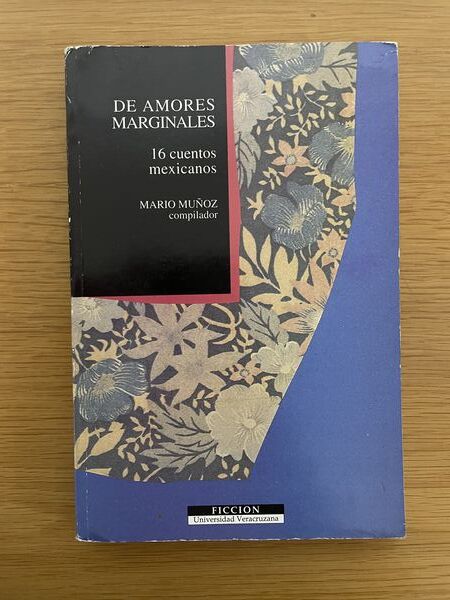 DE AMORES
MARGINALES
16 cuentos
mexicanos
MARIO MUÑOZ
compilador
FICCION
Universidad Veracruzana